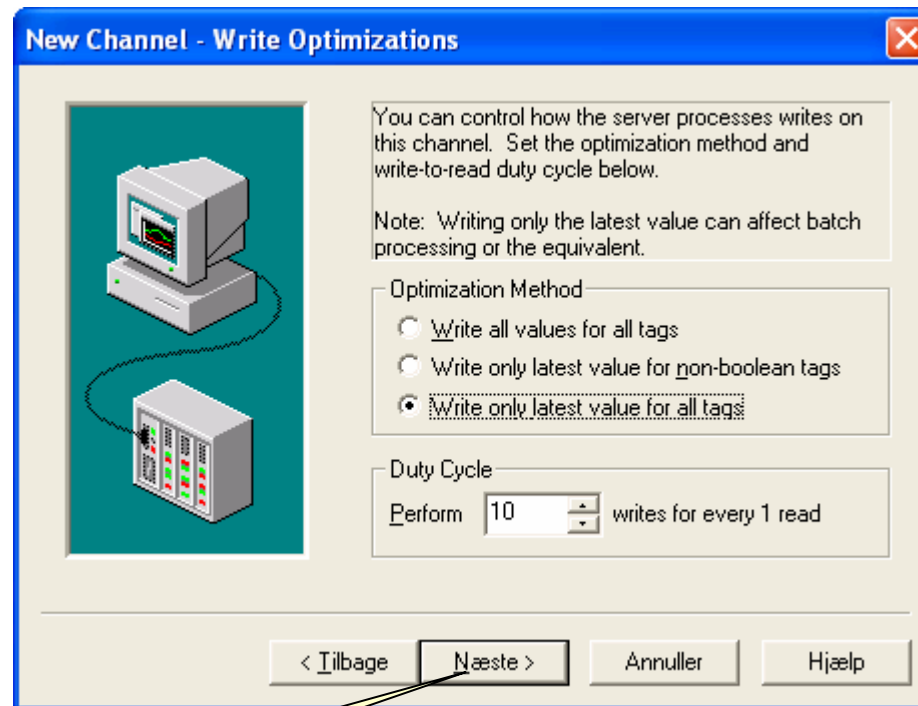 New Channel - Write Optimizations
You can control how the server processes writes on
this channel.  Set the optimization method and
write-to-read duty cycle below.
Note:  Writing only the latest value can affect batch
processing or the equivalent.
Optimization Method
Write all values for all tags
Write only latest value for non-boolean tags
Write only latest value for all tags
Duty Cycle
Perform 10 writes for every 1 read
< Tilbage Næste > Annuller Hjælp